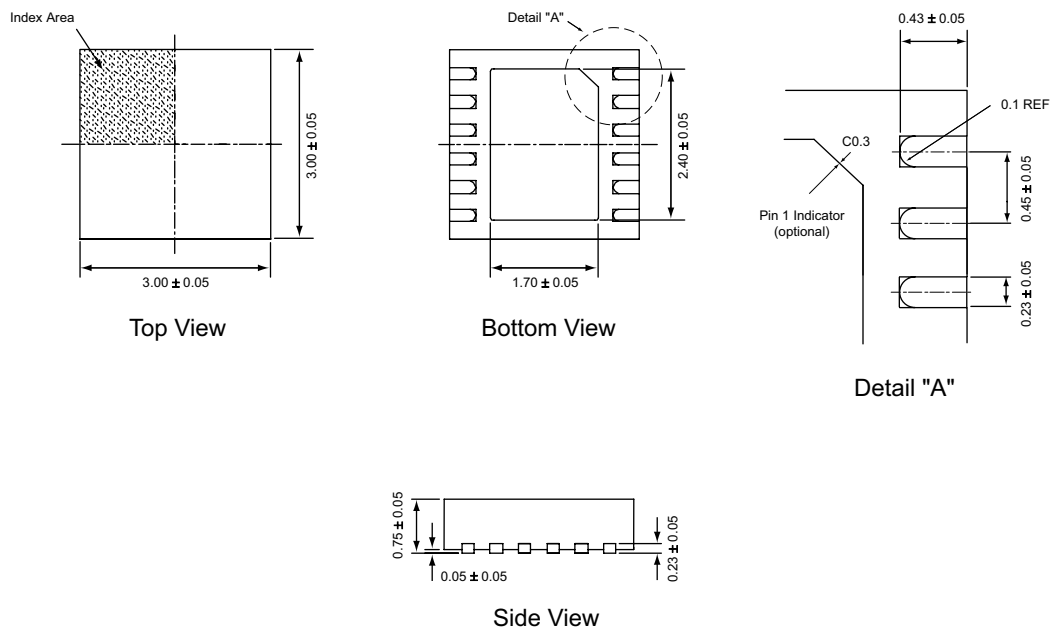 Index Area
3.00 ± 0.05
3.00 ± 0.05
Top View
Detail "A"
2.40 ± 0.05
1.70 ± 0.05
Bottom View
0.43 ± 0.05
0.1 REF
C0.3
Pin 1 Indicator
(optional)
0.45 ± 0.05
0.23 ± 0.05
Detail "A"
0.75 ± 0.05
0.05 ± 0.05
0.23 ± 0.05
Side View